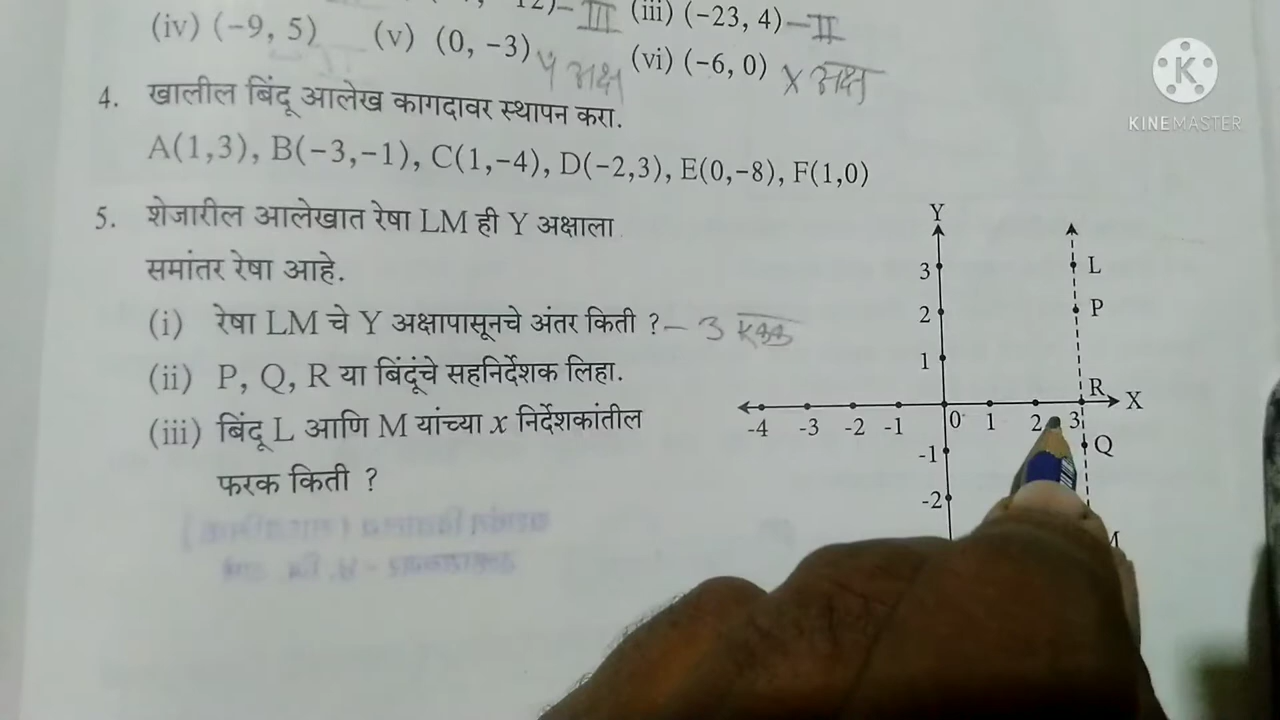 12)-III (iii) (-23, 4)-II
(iv) (-9, 5) (v) (0, -3) y अक्ष (vi) (-6, 0) x अक्ष
4. खालील बिंदू आलेख कागदावर स्थापन करा.
A(1,3), B(-3,-1), C(1,-4), D(-2,3), E(0,-8), F(1,0)
5. शेजारील आलेखात रेषा LM ही Y अक्षाला
समांतर रेषा आहे.
(i) रेषा LM चे Y अक्षापासूनचे अंतर किती ? - 3 एकक
(ii) P, Q, R या बिंदूंचे सहनिर्देशक लिहा.
(iii) बिंदू L आणि M यांच्या x निर्देशकांतील
फरक किती ?
Y
3 L
2 P
1
R X
-4 -3 -2 -1 0 1 2 3
-1 Q
-2
K
KINEMASTER